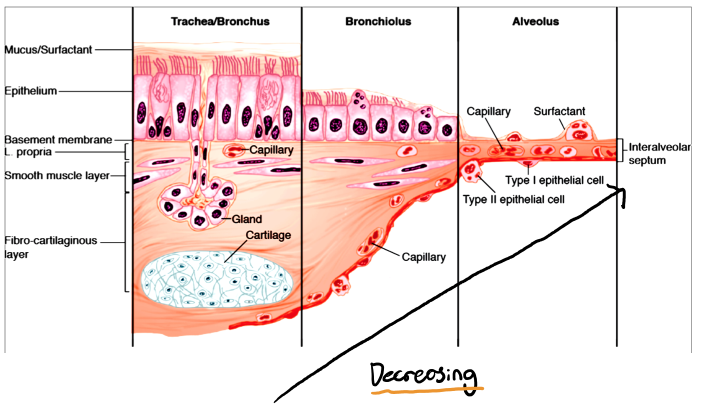 Trachea/Bronchus
Bronchiolus
Alveolus
Mucus/Surfactant
Epithelium
Basement membrane
L. propria
Smooth muscle layer
Fibro-cartilaginous
layer
Capillary
Gland
Cartilage
Capillary
Capillary
Surfactant
Interalveolar
septum
Type I epithelial cell
Type II epithelial cell
Decreasing